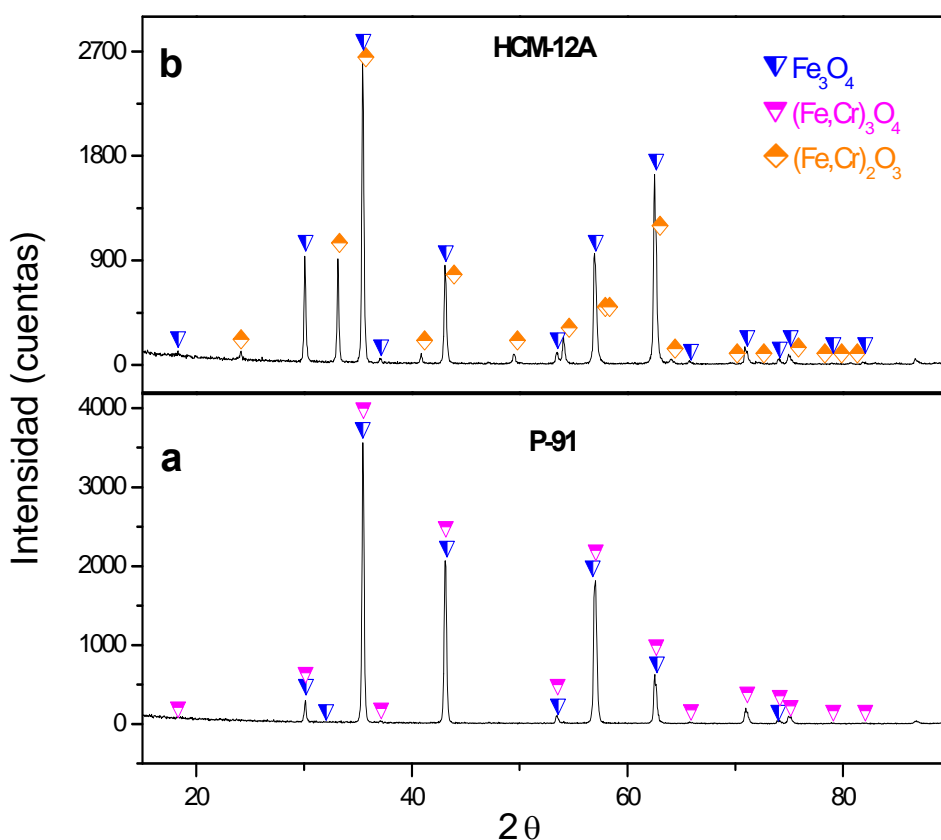 b
HCM-12A
Fe₃O₄
(Fe,Cr)₃O₄
(Fe,Cr)₂O₃
2700
1800
900
0
Intensidad (cuentas)
a
P-91
4000
3000
2000
1000
0
20 40 60 80
2θ